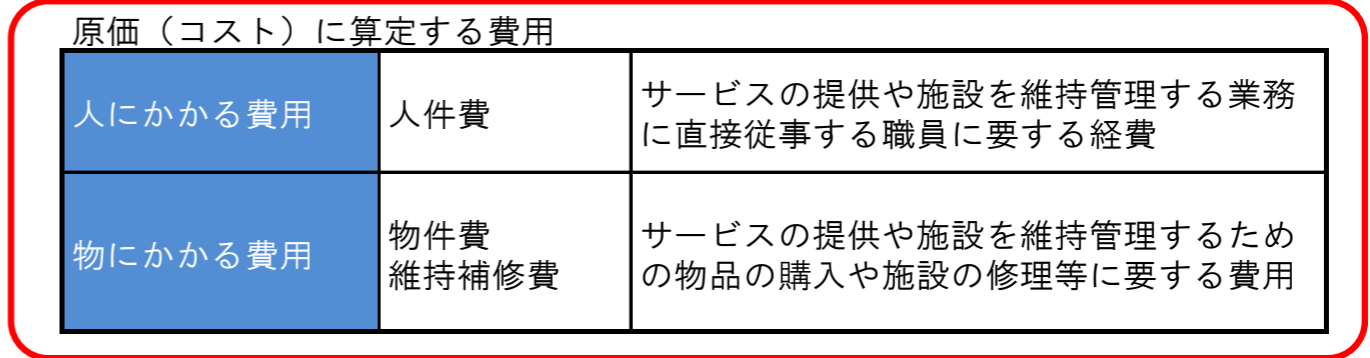 原価（コスト）に算定する費用
人にかかる費用
人件費
サービスの提供や施設を維持管理する業務
に直接従事する職員に要する経費
物にかかる費用
物件費
維持補修費
サービスの提供や施設を維持管理するため
の物品の購入や施設の修理等に要する費用